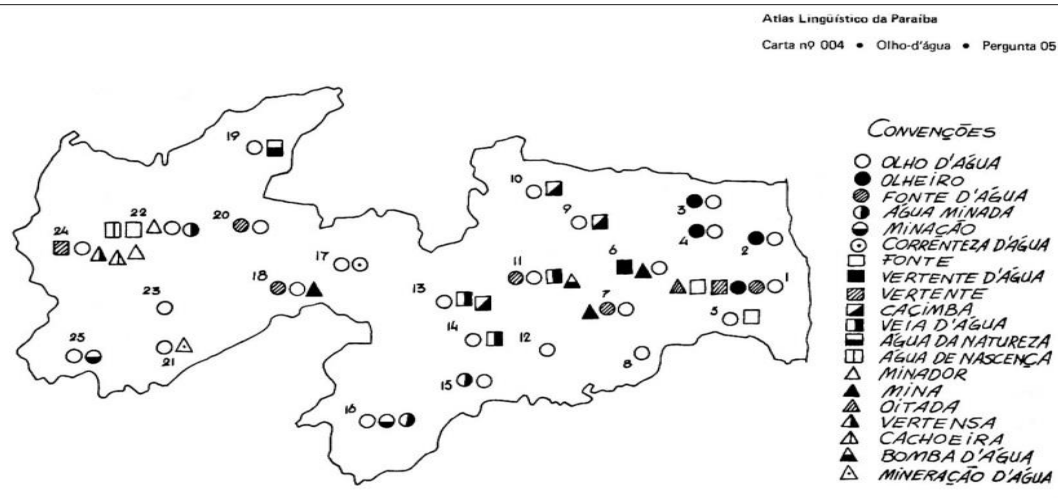 Atlas Lingüístico da Paraíba
Carta nº 004 • Olho-d'água • Pergunta 05
CONVENÇÕES
OLHO D'ÁGUA
OLHEIRO
FONTE D'ÁGUA
ÁGUA MINADA
MINAÇÃO
CORRENTEZA D'ÁGUA
FONTE
VERTENTE D'ÁGUA
VERTENTE
CAÇIMBA
VEIA D'ÁGUA
ÁGUA DA NATUREZA
ÁGUA DE NASCENÇA
MINADOR
MINA
OITADA
VERTENSA
CACHOEIRA
BOMBA D'ÁGUA
MINERAÇÃO D'ÁGUA
19
10
3
9
22
20
24
4
2
6
17
11
18
1
7
13
5
23
14
12
8
25
21
15
16